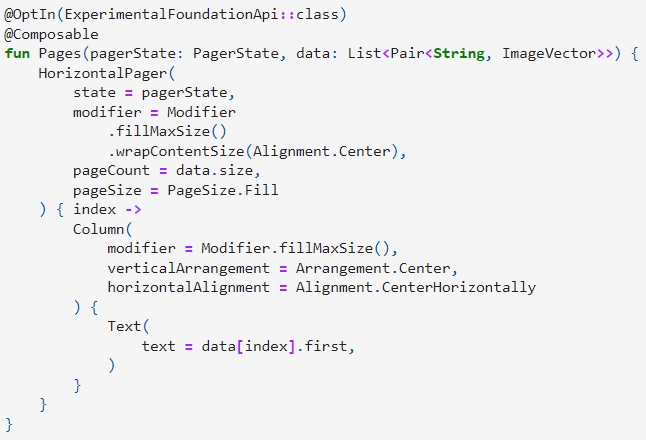 @OptIn(ExperimentalFoundationApi::class)
@Composable
fun Pages(pagerState: PagerState, data: List<Pair<String, ImageVector>>) {
    HorizontalPager(
        state = pagerState,
        modifier = Modifier
            .fillMaxSize()
            .wrapContentSize(Alignment.Center),
        pageCount = data.size,
        pageSize = PageSize.Fill
    ) { index ->
        Column(
            modifier = Modifier.fillMaxSize(),
            verticalArrangement = Arrangement.Center,
            horizontalAlignment = Alignment.CenterHorizontally
        ) {
            Text(
                text = data[index].first,
            )
        }
    }
}